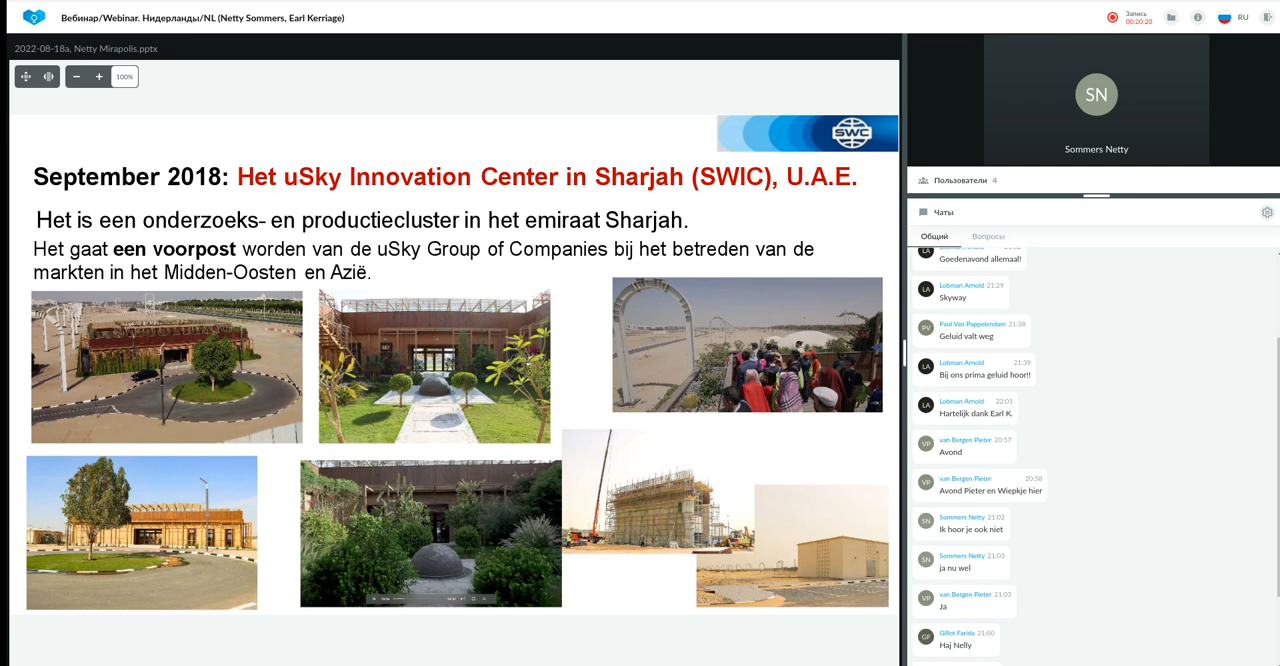 Вебинар/Webinar. Нидерланды/NL (Netty Sommers, Earl Kerriage)
Запись
00:20:20
RU
2022-08-18a, Netty Mirapolis.pptx
100%
SWC
September 2018: Het uSky Innovation Center in Sharjah (SWIC), U.A.E.
Het is een onderzoeks- en productiecluster in het emiraat Sharjah.
Het gaat een voorpost worden van de uSky Group of Companies bij het betreden van de
markten in het Midden-Oosten en Azië.
SN
Sommers Netty
Пользователи 4
Чаты
Общий Вопросы
LA
Goedenavond allemaal!
LA Lobman Arnold 21:29
Skyway
PV Paul Van Pappelendam 21:38
Geluid valt weg
LA Lobman Arnold 21:39
Bij ons prima geluid hoor!!
LA Lobman Arnold 22:01
Hartelijk dank Earl K.
VP van Bergen Pieter 20:57
Avond
VP van Bergen Pieter 20:58
Avond Pieter en Wiepkje hier
SN Sommers Netty 21:02
Ik hoor je ook niet
SN Sommers Netty 21:03
ja nu wel
VP van Bergen Pieter 21:03
Ja
GF Gillot Farida 21:00
Haj Nelly